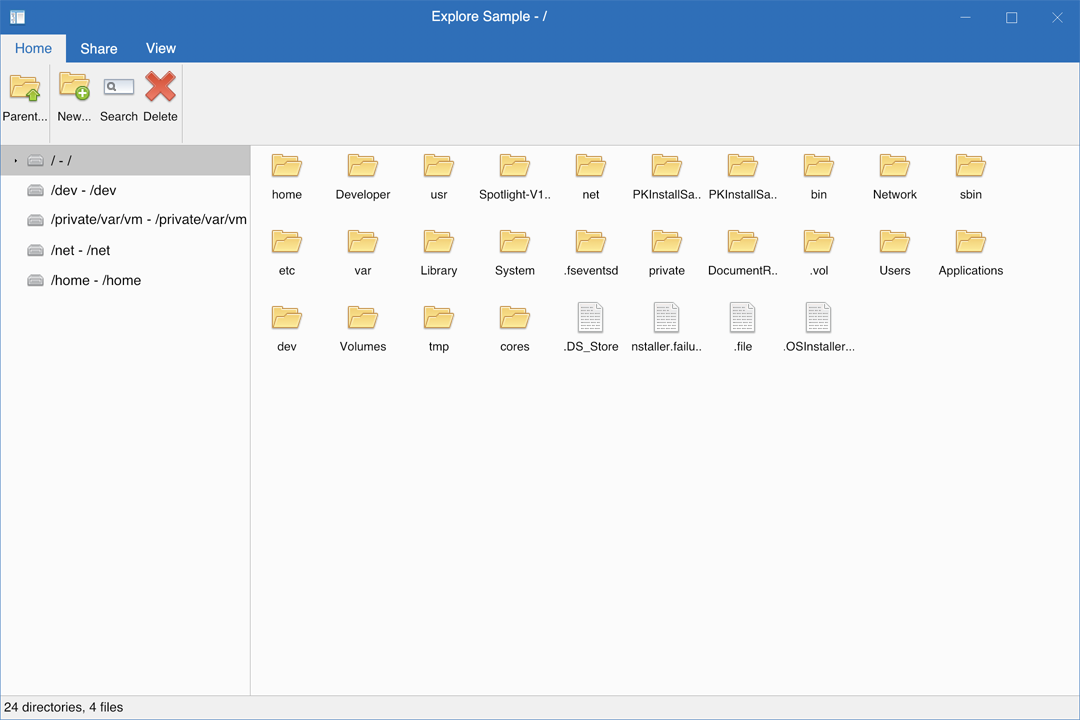 Explore Sample - /
Home Share View
Parent... New... Search Delete
/ - /
/dev - /dev
/private/var/vm - /private/var/vm
/net - /net
/home - /home
home Developer usr Spotlight-V1.. net PKInstallSa.. PKInstallSa.. bin Network sbin
etc var Library System .fseventsd private DocumentR.. .vol Users Applications
dev Volumes tmp cores .DS_Store nstaller.failu.. .file .OSInstaller...
24 directories, 4 files